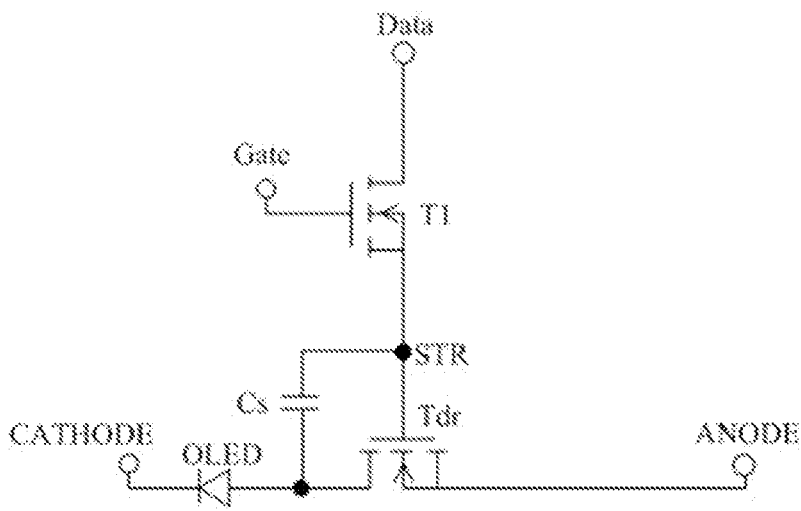 Data
Gate
T1
STR
Cs
Tdr
CATHODE
OLED
ANODE